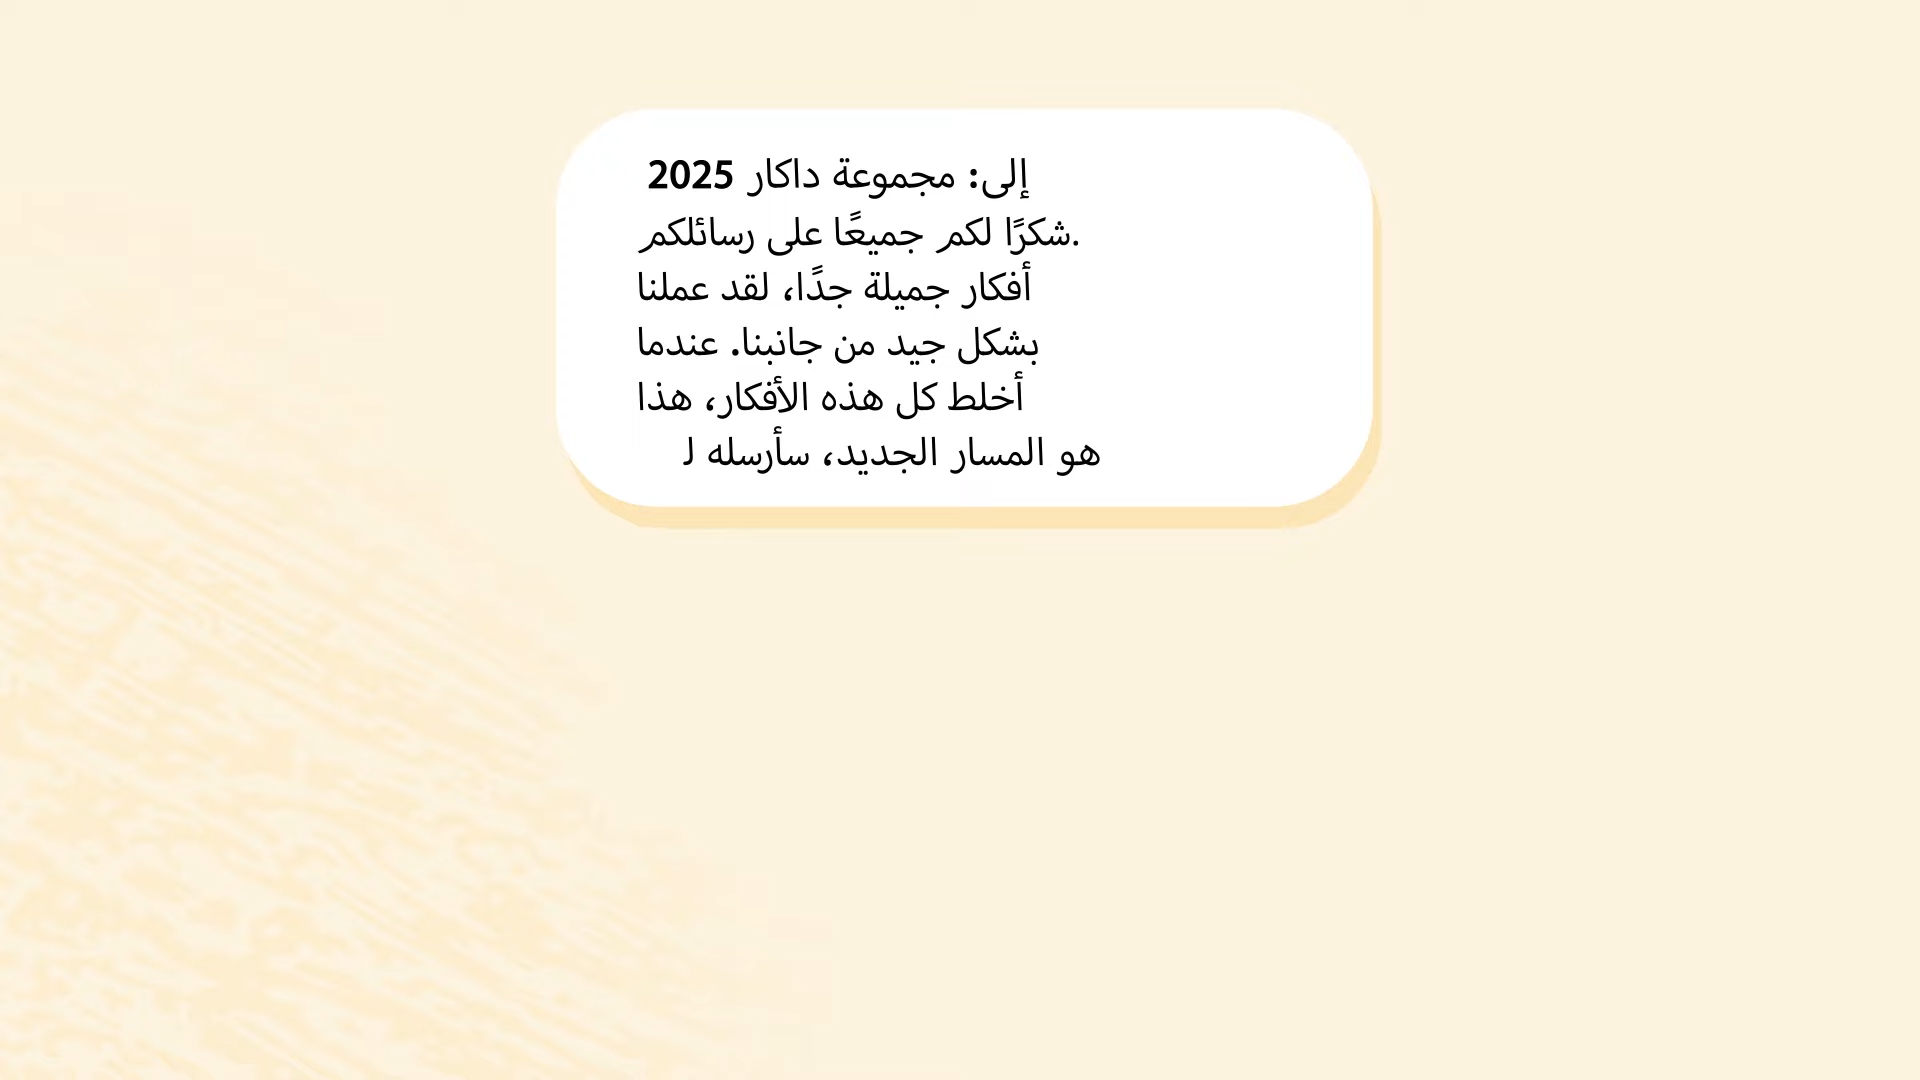 إلى: مجموعة داكار 2025
شكرًا لكم جميعًا على رسائلكم.
أفكار جميلة جدًا، لقد عملنا
بشكل جيد من جانبنا. عندما
أخلط كل هذه الأفكار، هذا
هو المسار الجديد، سأرسله لـ